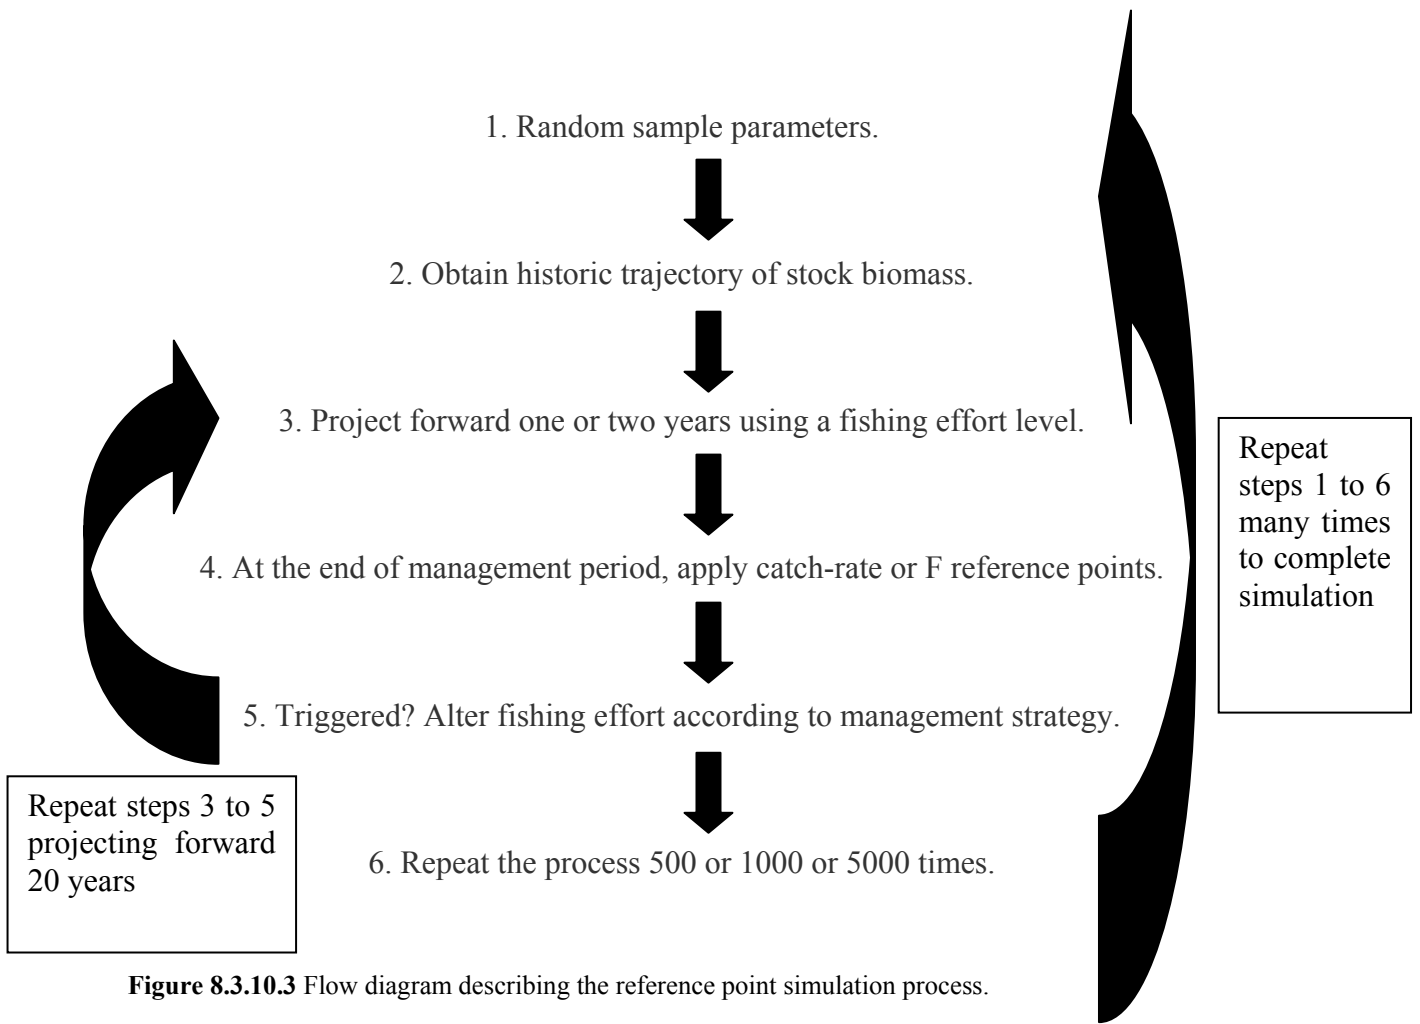 1. Random sample parameters.
2. Obtain historic trajectory of stock biomass.
3. Project forward one or two years using a fishing effort level.
4. At the end of management period, apply catch-rate or F reference points.
5. Triggered? Alter fishing effort according to management strategy.
6. Repeat the process 500 or 1000 or 5000 times.
Repeat
steps 1 to 6
many times
to complete
simulation
Repeat steps 3 to 5
projecting forward
20 years
Figure 8.3.10.3 Flow diagram describing the reference point simulation process.